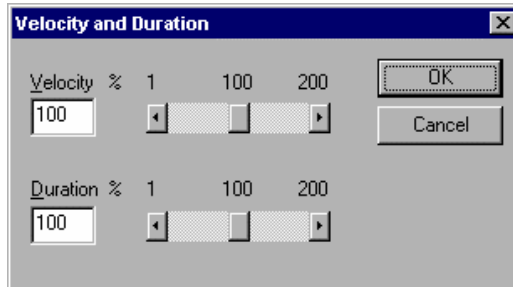 Velocity and Duration
Velocity % 1 100 200 OK
100
Cancel
Duration % 1 100 200
100